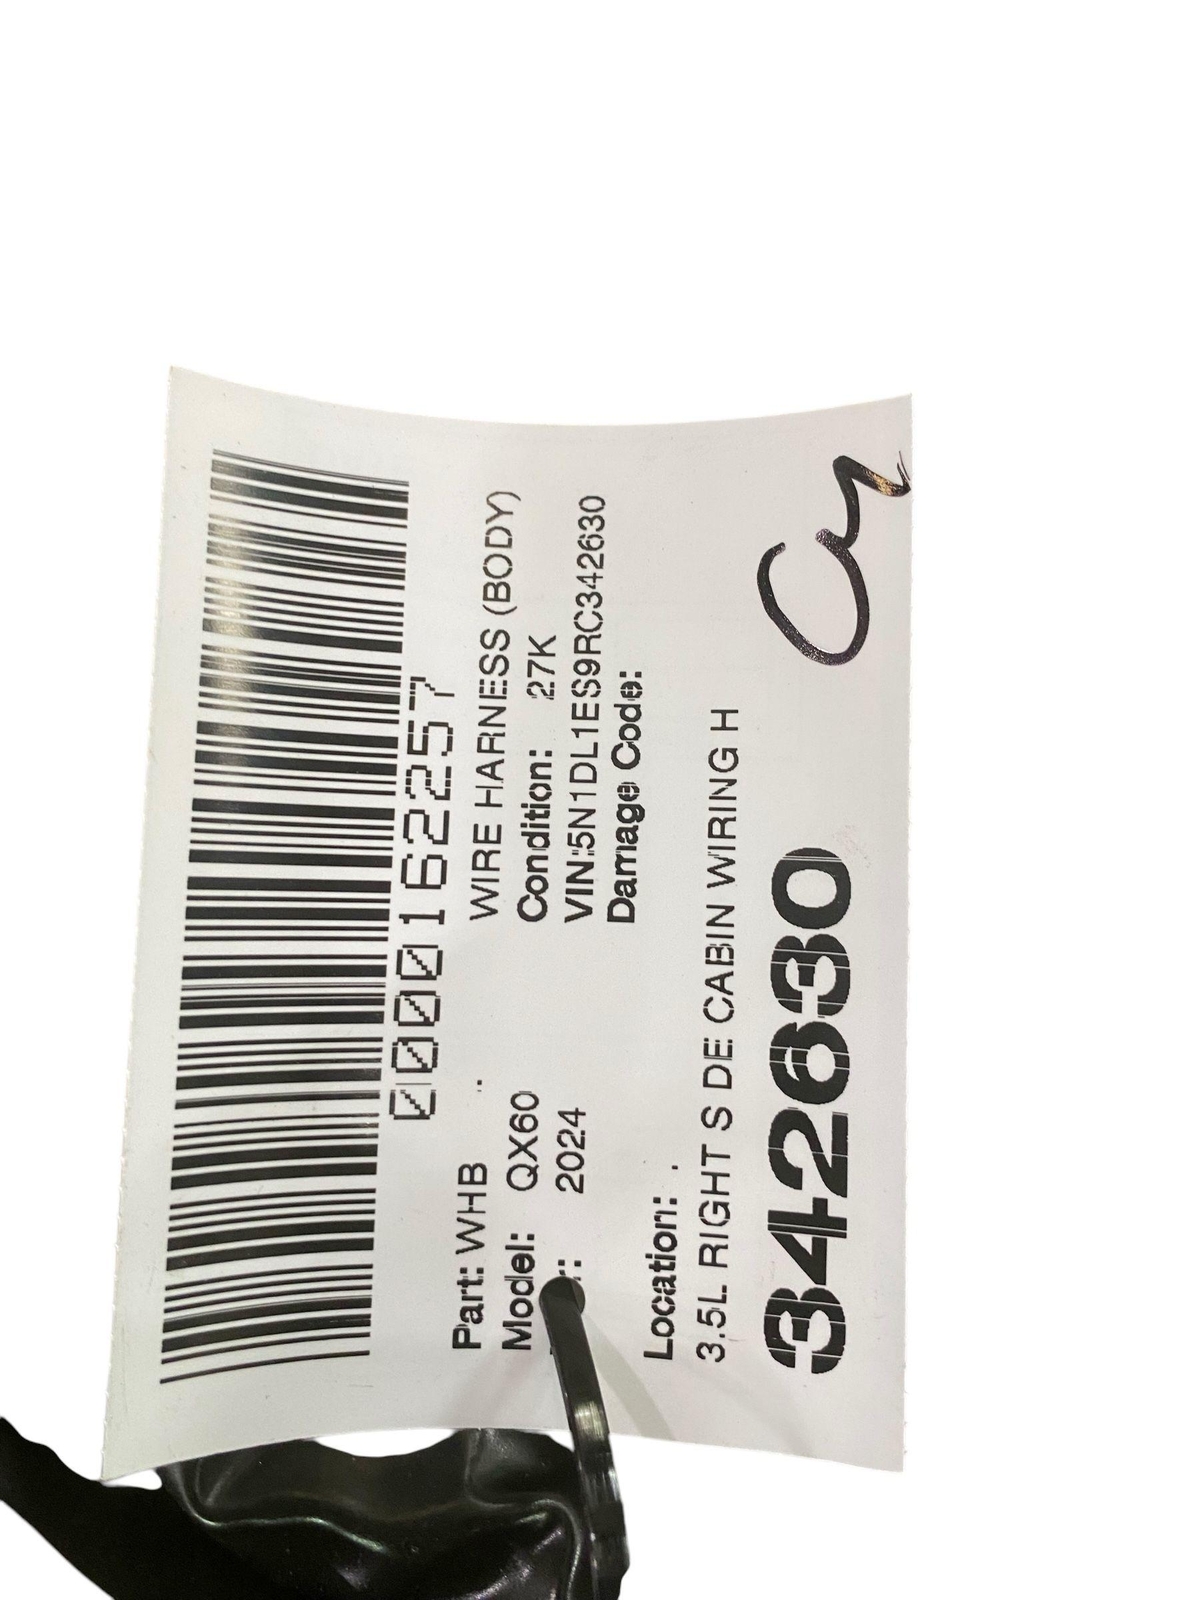 0000162257
Part: WHB .. WIRE HARNESS (BODY)
Model: QX60 Condition: 27K
r: 2024 VIN:5N1DL1ES9RC342630
Damage Code:
Location: .
3.5L RIGHT S DE CABIN WIRING H
342630